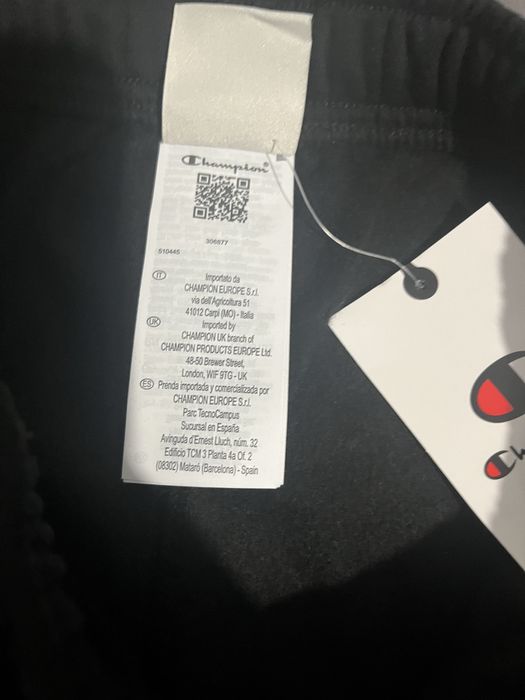 Champion®
306877
510445
IT Importato da
CHAMPION EUROPE S.r.l.
via dell'Agricoltura 51
41012 Carpi (MO) - Italia
UK Imported by
CHAMPION UK branch of
CHAMPION PRODUCTS EUROPE Ltd.
48-50 Brewer Street,
London, WIF 9TG - UK
ES Prenda importada y comercializada por
CHAMPION EUROPE S.r.l.
Parc TecnoCampus
Sucursal en España
Avinguda d'Ernest Lluch, núm. 32
Edificio TCM 3 Planta 4a Of. 2
(08302) Mataró (Barcelona) - Spain
Ch